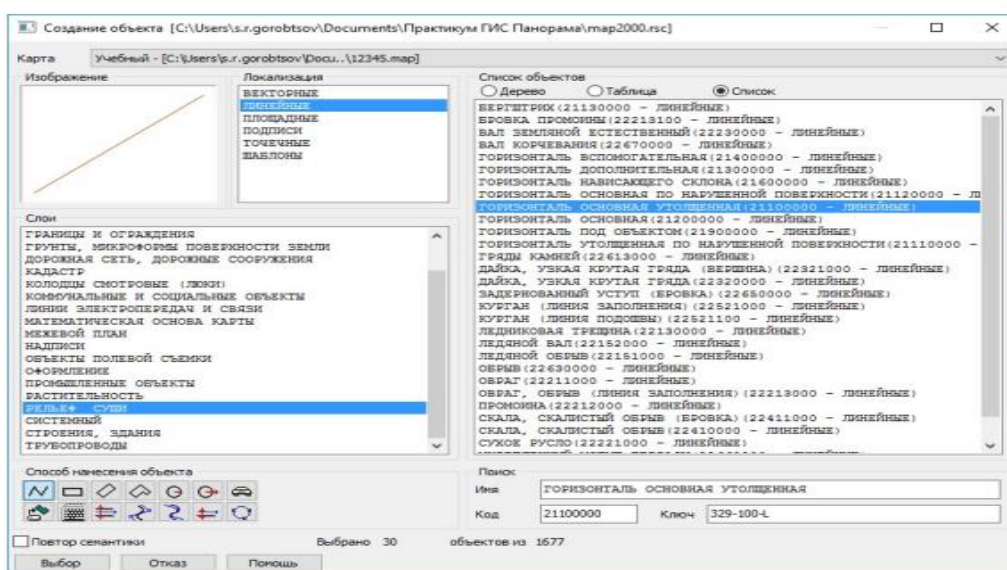 Создание объекта [C:\Users\s.r.gorobtsov\Documents\Практикум ГИС Панорама\map2000.rsc]
Карта Учебный - [C:\Users\s.r.gorobtsov\Docu..\12345.map]
Изображение
Локализация
ВЕКТОРНЫЕ
ЛИНЕЙНЫЕ
ПЛОЩАДНЫЕ
ПОДПИСИ
ТОЧЕЧНЫЕ
ШАБЛОНЫ
Слои
ГРАНИЦЫ И ОГРАЖДЕНИЯ
ГРУНТЫ, МИКРОФОРМЫ ПОВЕРХНОСТИ ЗЕМЛИ
ДОРОЖНАЯ СЕТЬ, ДОРОЖНЫЕ СООРУЖЕНИЯ
КАДАСТР
КОЛОДЦЫ СМОТРОВЫЕ (ЛЮКИ)
КОММУНАЛЬНЫЕ И СОЦИАЛЬНЫЕ ОБЪЕКТЫ
ЛИНИИ ЭЛЕКТРОПЕРЕДАЧ И СВЯЗИ
МАТЕМАТИЧЕСКАЯ ОСНОВА КАРТЫ
МЕЖЕВОЙ ПЛАН
НАДПИСИ
ОБЪЕКТЫ ПОЛЕВОЙ СЪЕМКИ
ОФОРМЛЕНИЕ
ПРОМЫШЛЕННЫЕ ОБЪЕКТЫ
РАСТИТЕЛЬНОСТЬ
РЕЛЬЕФ СУШИ
СИСТЕМНЫЙ
СТРОЕНИЯ, ЗДАНИЯ
ТРУБОПРОВОДЫ
Список объектов
Дерево Таблица Список
БЕРГШТРИХ(21130000 - ЛИНЕЙНЫЕ)
БРОВКА ПРОМОИНЫ(22213100 - ЛИНЕЙНЫЕ)
ВАЛ ЗЕМЛЯНОЙ ЕСТЕСТВЕННЫЙ(22230000 - ЛИНЕЙНЫЕ)
ВАЛ КОРЧЕВАНИЯ(22670000 - ЛИНЕЙНЫЕ)
ГОРИЗОНТАЛЬ ВСПОМОГАТЕЛЬНАЯ(21400000 - ЛИНЕЙНЫЕ)
ГОРИЗОНТАЛЬ ДОПОЛНИТЕЛЬНАЯ(21300000 - ЛИНЕЙНЫЕ)
ГОРИЗОНТАЛЬ НАВИСАЮЩЕГО СКЛОНА(21600000 - ЛИНЕЙНЫЕ)
ГОРИЗОНТАЛЬ ОСНОВНАЯ ПО НАРУШЕННОЙ ПОВЕРХНОСТИ(21120000 - ЛИ
ГОРИЗОНТАЛЬ ОСНОВНАЯ УТОЛЩЕННАЯ(21100000 - ЛИНЕЙНЫЕ)
ГОРИЗОНТАЛЬ ОСНОВНАЯ(21200000 - ЛИНЕЙНЫЕ)
ГОРИЗОНТАЛЬ ПОД ОБЪЕКТОМ(21900000 - ЛИНЕЙНЫЕ)
ГОРИЗОНТАЛЬ УТОЛЩЕННАЯ ПО НАРУШЕННОЙ ПОВЕРХНОСТИ(21110000 -
ГРЯДЫ КАМНЕЙ(22613000 - ЛИНЕЙНЫЕ)
ДАЙКА, УЗКАЯ КРУТАЯ ГРЯДА (ВЕРШИНА)(22321000 - ЛИНЕЙНЫЕ)
ДАЙКА, УЗКАЯ КРУТАЯ ГРЯДА(22320000 - ЛИНЕЙНЫЕ)
ЗАДЕРНОВАННЫЙ УСТУП (БРОВКА)(22650000 - ЛИНЕЙНЫЕ)
КУРГАН (ЛИНИЯ ЗАПОЛНЕНИЯ)(22521000 - ЛИНЕЙНЫЕ)
КУРГАН (ЛИНИЯ ПОДОШВЫ)(22521100 - ЛИНЕЙНЫЕ)
ЛЕДНИКОВАЯ ТРЕЩИНА(22130000 - ЛИНЕЙНЫЕ)
ЛЕДЯНОЙ ВАЛ(22152000 - ЛИНЕЙНЫЕ)
ЛЕДЯНОЙ ОБРЫВ(22151000 - ЛИНЕЙНЫЕ)
ОБРЫВ(22630000 - ЛИНЕЙНЫЕ)
ОВРАГ(22211000 - ЛИНЕЙНЫЕ)
ОВРАГ, ОБРЫВ (ЛИНИЯ ЗАПОЛНЕНИЯ)(22213000 - ЛИНЕЙНЫЕ)
ПРОМОИНА(22212000 - ЛИНЕЙНЫЕ)
СКАЛА, СКАЛИСТЫЙ ОБРЫВ (БРОВКА)(22411000 - ЛИНЕЙНЫЕ)
СКАЛА, СКАЛИСТЫЙ ОБРЫВ(22410000 - ЛИНЕЙНЫЕ)
СУХОЕ РУСЛО(22221000 - ЛИНЕЙНЫЕ)
Способ нанесения объекта
Поиск
Имя ГОРИЗОНТАЛЬ ОСНОВНАЯ УТОЛЩЕННАЯ
Код 21100000 Ключ 329-100-L
Повтор семантики Выбрано 30 объектов из 1677
Выбор Отказ Помощь